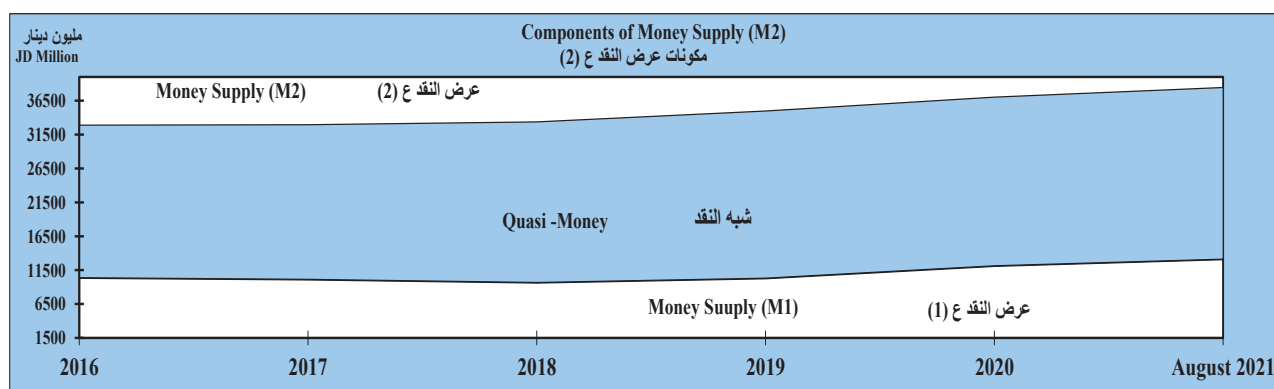 Components of Money Supply (M2)
مكونات عرض النقد ع (2)
مليون دينار
JD Million
Money Supply (M2) عرض النقد ع (2)
36500
31500
26500
21500
Quasi -Money شبه النقد
16500
11500
6500
Money Suuply (M1) عرض النقد ع (1)
1500
2016 2017 2018 2019 2020 August 2021